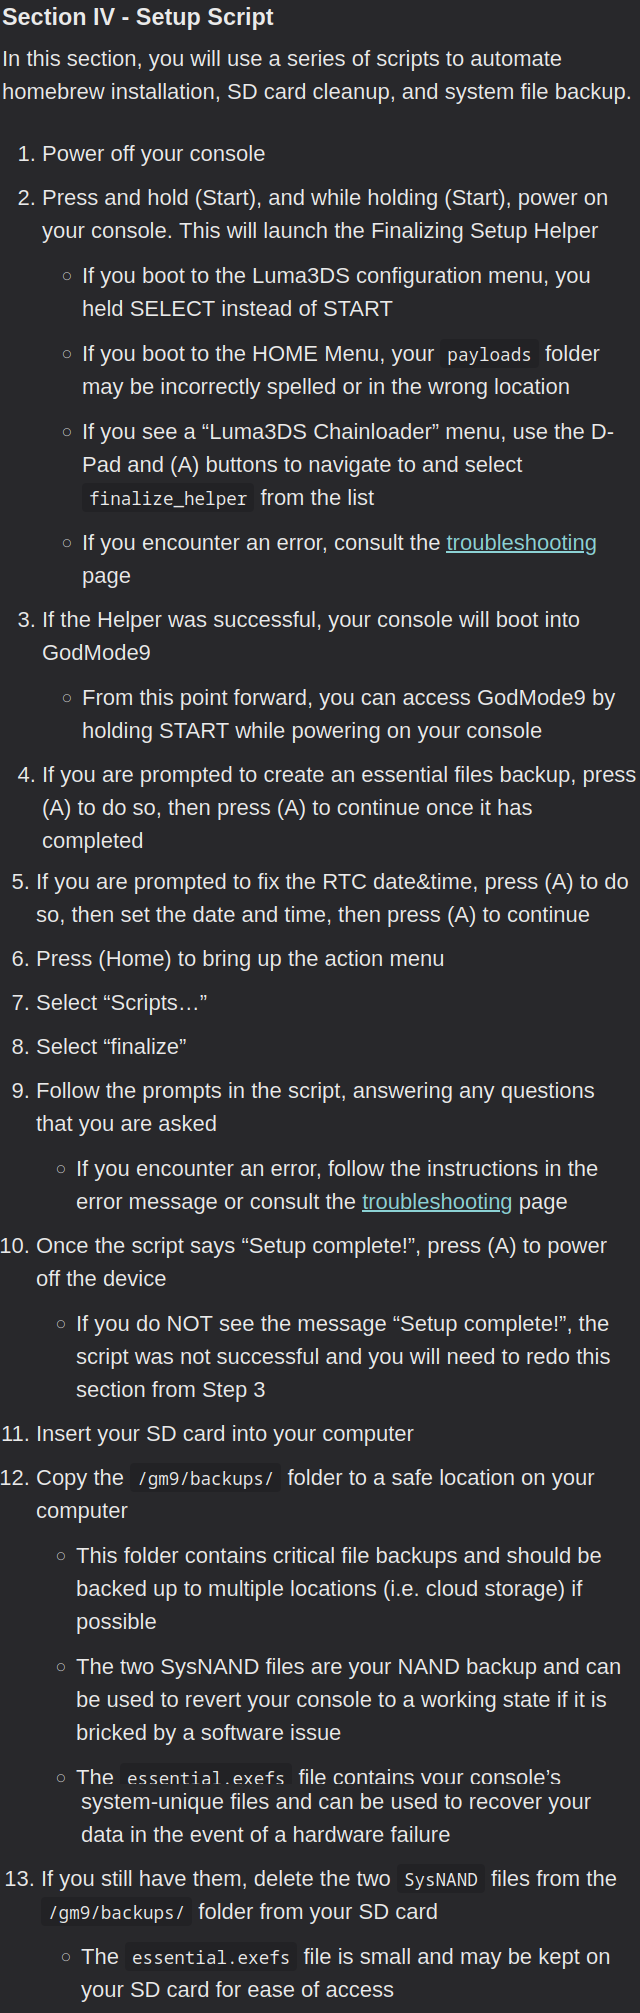 Section IV - Setup Script
In this section, you will use a series of scripts to automate
homebrew installation, SD card cleanup, and system file backup.
1. Power off your console
2. Press and hold (Start), and while holding (Start), power on
your console. This will launch the Finalizing Setup Helper
○ If you boot to the Luma3DS configuration menu, you
held SELECT instead of START
○ If you boot to the HOME Menu, your payloads folder
may be incorrectly spelled or in the wrong location
○ If you see a “Luma3DS Chainloader” menu, use the D-
Pad and (A) buttons to navigate to and select
finalize_helper from the list
○ If you encounter an error, consult the troubleshooting
page
3. If the Helper was successful, your console will boot into
GodMode9
○ From this point forward, you can access GodMode9 by
holding START while powering on your console
4. If you are prompted to create an essential files backup, press
(A) to do so, then press (A) to continue once it has
completed
5. If you are prompted to fix the RTC date&time, press (A) to do
so, then set the date and time, then press (A) to continue
6. Press (Home) to bring up the action menu
7. Select “Scripts…”
8. Select “finalize”
9. Follow the prompts in the script, answering any questions
that you are asked
○ If you encounter an error, follow the instructions in the
error message or consult the troubleshooting page
10. Once the script says “Setup complete!”, press (A) to power
off the device
○ If you do NOT see the message “Setup complete!”, the
script was not successful and you will need to redo this
section from Step 3
11. Insert your SD card into your computer
12. Copy the /gm9/backups/ folder to a safe location on your
computer
○ This folder contains critical file backups and should be
backed up to multiple locations (i.e. cloud storage) if
possible
○ The two SysNAND files are your NAND backup and can
be used to revert your console to a working state if it is
bricked by a software issue
○ The essential.exefs file contains your console’s
system-unique files and can be used to recover your
data in the event of a hardware failure
13. If you still have them, delete the two SysNAND files from the
/gm9/backups/ folder from your SD card
○ The essential.exefs file is small and may be kept on
your SD card for ease of access